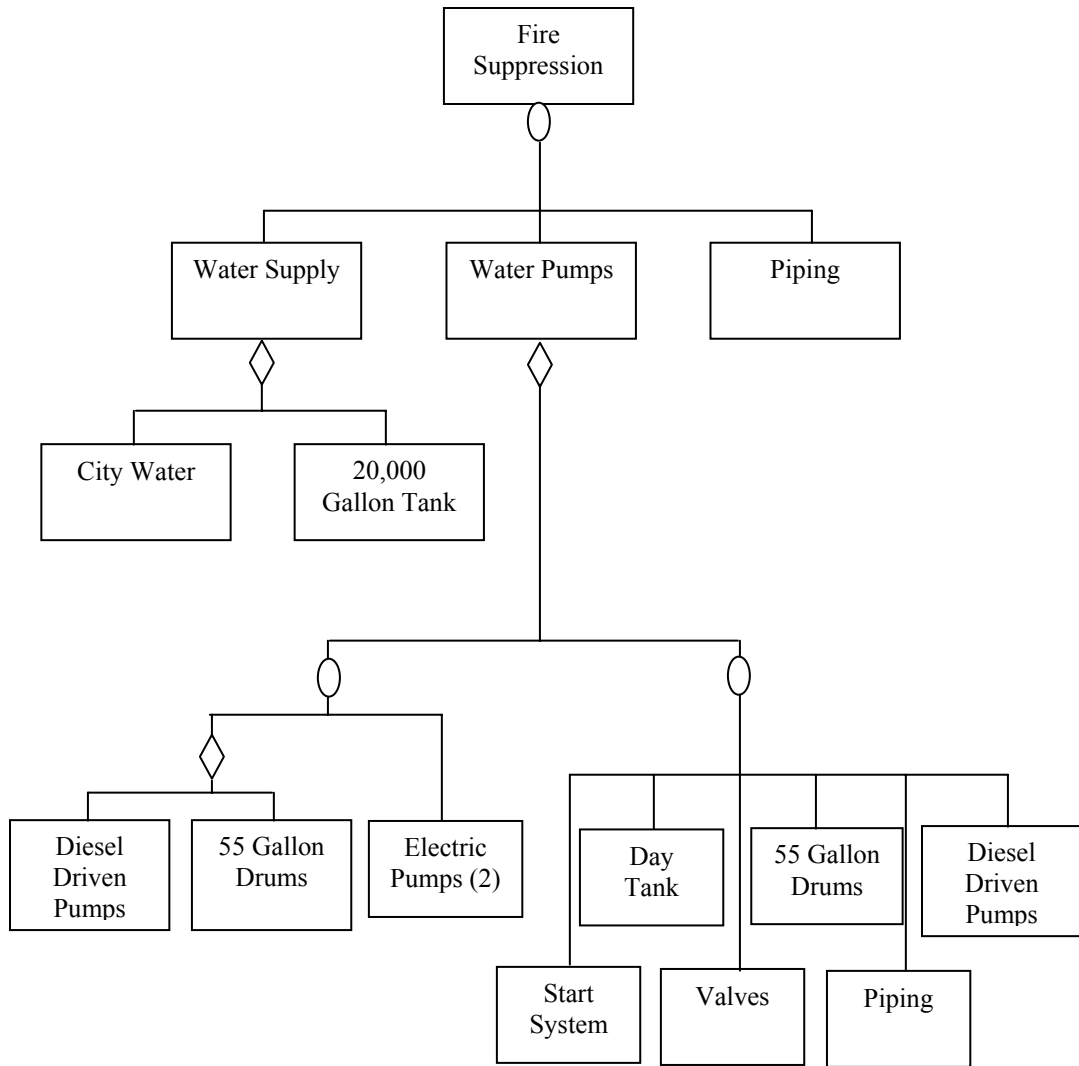 Fire
Suppression
Water Supply
Water Pumps
Piping
City Water
20,000
Gallon Tank
Diesel
Driven
Pumps
55 Gallon
Drums
Electric
Pumps (2)
Day
Tank
55 Gallon
Drums
Diesel
Driven
Pumps
Start
System
Valves
Piping